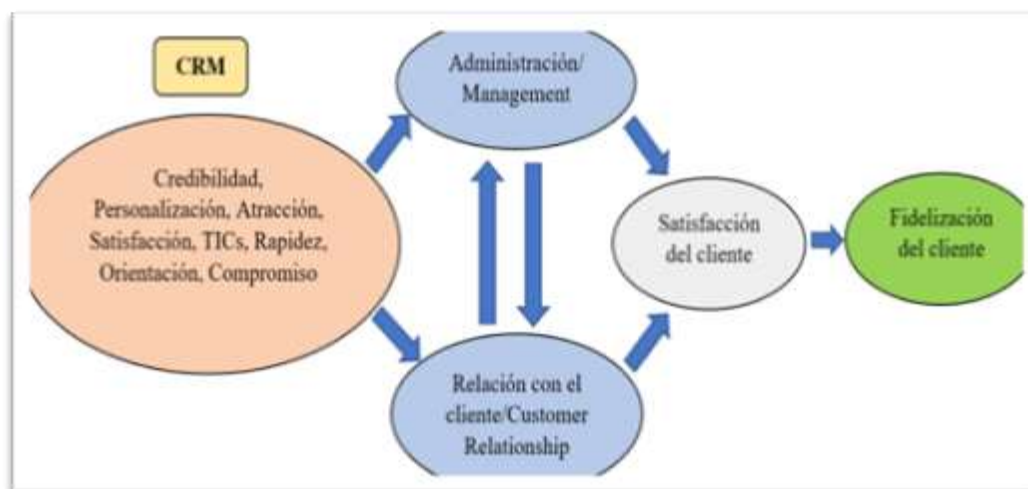 CRM
Credibilidad,
Personalización, Atracción,
Satisfacción, TICs, Rapidez,
Orientación, Compromiso
Administración/
Management
Relación con el
cliente/Customer
Relationship
Satisfacción
del cliente
Fidelización
del cliente